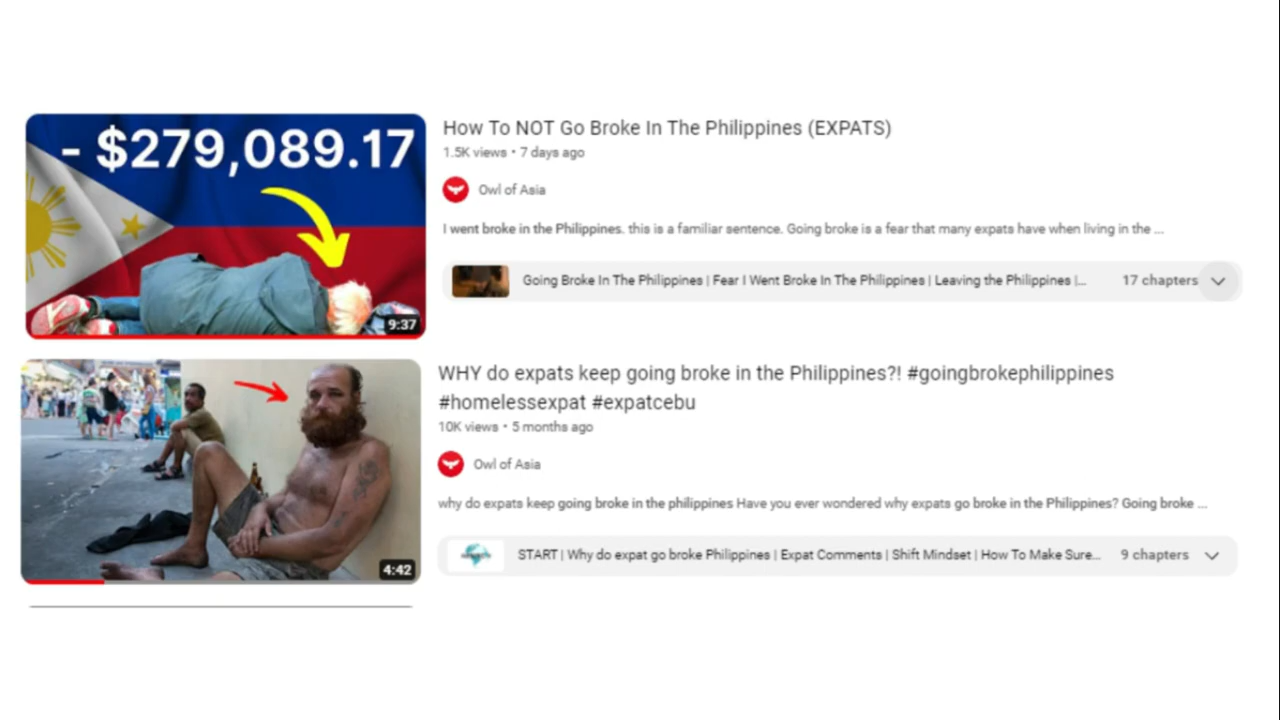 - $279,089.17
9:37
How To NOT Go Broke In The Philippines (EXPATS)
1.5K views • 7 days ago
Owl of Asia
I went broke in the Philippines. this is a familiar sentence. Going broke is a fear that many expats have when living in the ...
Going Broke In The Philippines | Fear I Went Broke In The Philippines | Leaving the Philippines |...
17 chapters
4:42
WHY do expats keep going broke in the Philippines?! #goingbrokephilippines
#homelessexpat #expatcebu
10K views • 5 months ago
Owl of Asia
why do expats keep going broke in the philippines Have you ever wondered why expats go broke in the Philippines? Going broke ...
START | Why do expat go broke Philippines | Expat Comments | Shift Mindset | How To Make Sure...
9 chapters